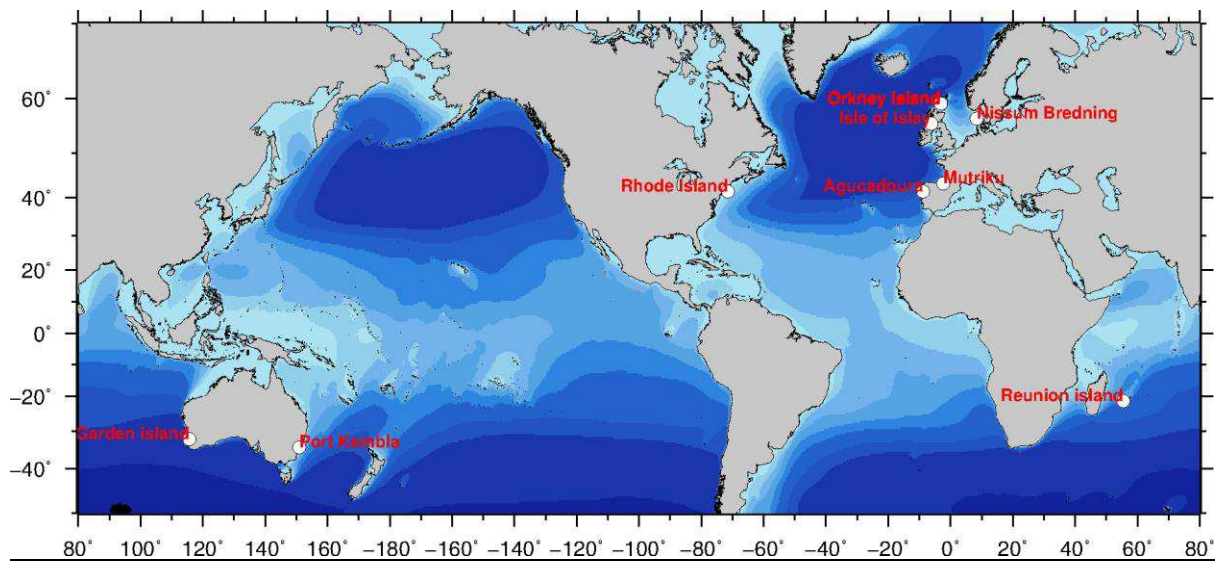 60°
40°
20°
0°
−20°
−40°
Orkney Island
Isle of islay
Nissum Bredning
Rhode Island
Agucadoura
Mutriku
Reunion island
Garden island
Port Kembla
80° 100° 120° 140° 160° −180° −160° −140° −120° −100° −80° −60° −40° −20° 0° 20° 40° 60° 80°